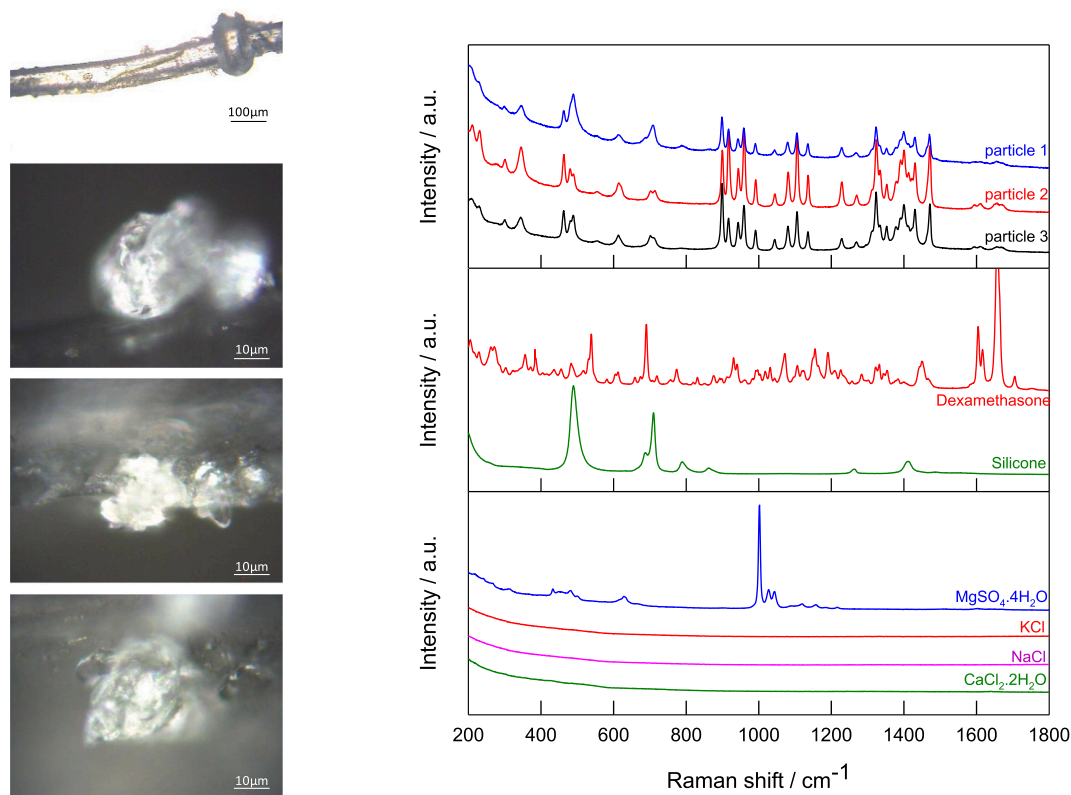 100µm
10µm
10µm
10µm
Intensity / a.u.
particle 1
particle 2
particle 3
Intensity / a.u.
Dexamethasone
Silicone
Intensity / a.u.
MgSO₄.4H₂O
KCl
NaCl
CaCl₂.2H₂O
200 400 600 800 1000 1200 1400 1600 1800
Raman shift / cm⁻¹